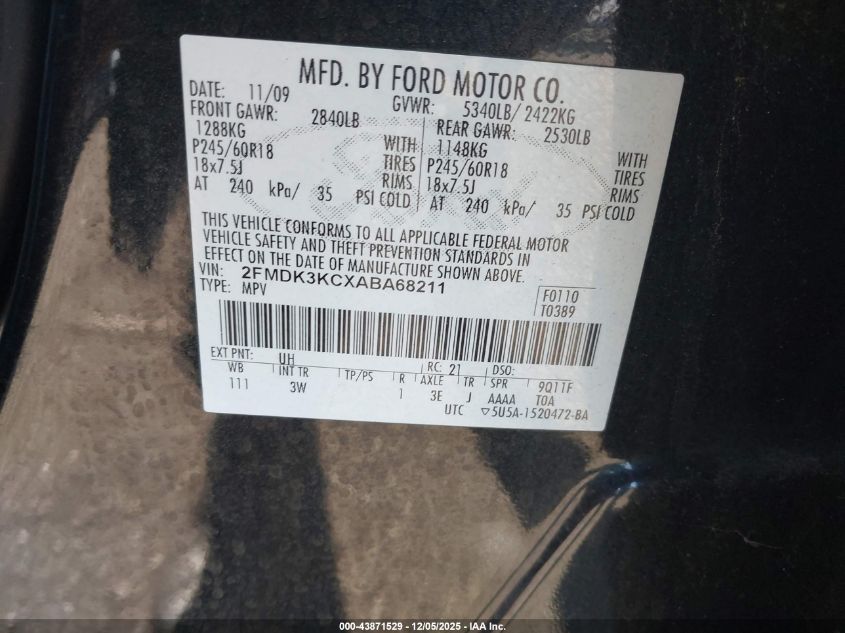 MFD. BY FORD MOTOR CO.
DATE: 11/09 GVWR: 5340LB/ 2422KG
FRONT GAWR: 2840LB REAR GAWR: 2530LB
1288KG WITH 1148KG WITH
P245/60R18 TIRES P245/60R18 TIRES
18x7.5J RIMS 18x7.5J RIMS
AT 240 kPa/ 35 PSI COLD AT 240 kPa/ 35 PSI COLD
THIS VEHICLE CONFORMS TO ALL APPLICABLE FEDERAL MOTOR
VEHICLE SAFETY AND THEFT PREVENTION STANDARDS IN
EFFECT ON THE DATE OF MANUFACTURE SHOWN ABOVE.
VIN: 2FMDK3KCXABA68211
TYPE: MPV
F0110
T0389
EXT PNT: UH RC: 21 DSO:
WB INT TR TP/PS R AXLE TR SPR 9Q11F
111 3W 1 3E J AAAA T0A
UTC ▽5U5A-1520472-BA
000-43871529 - 12/05/2025 - IAA Inc.